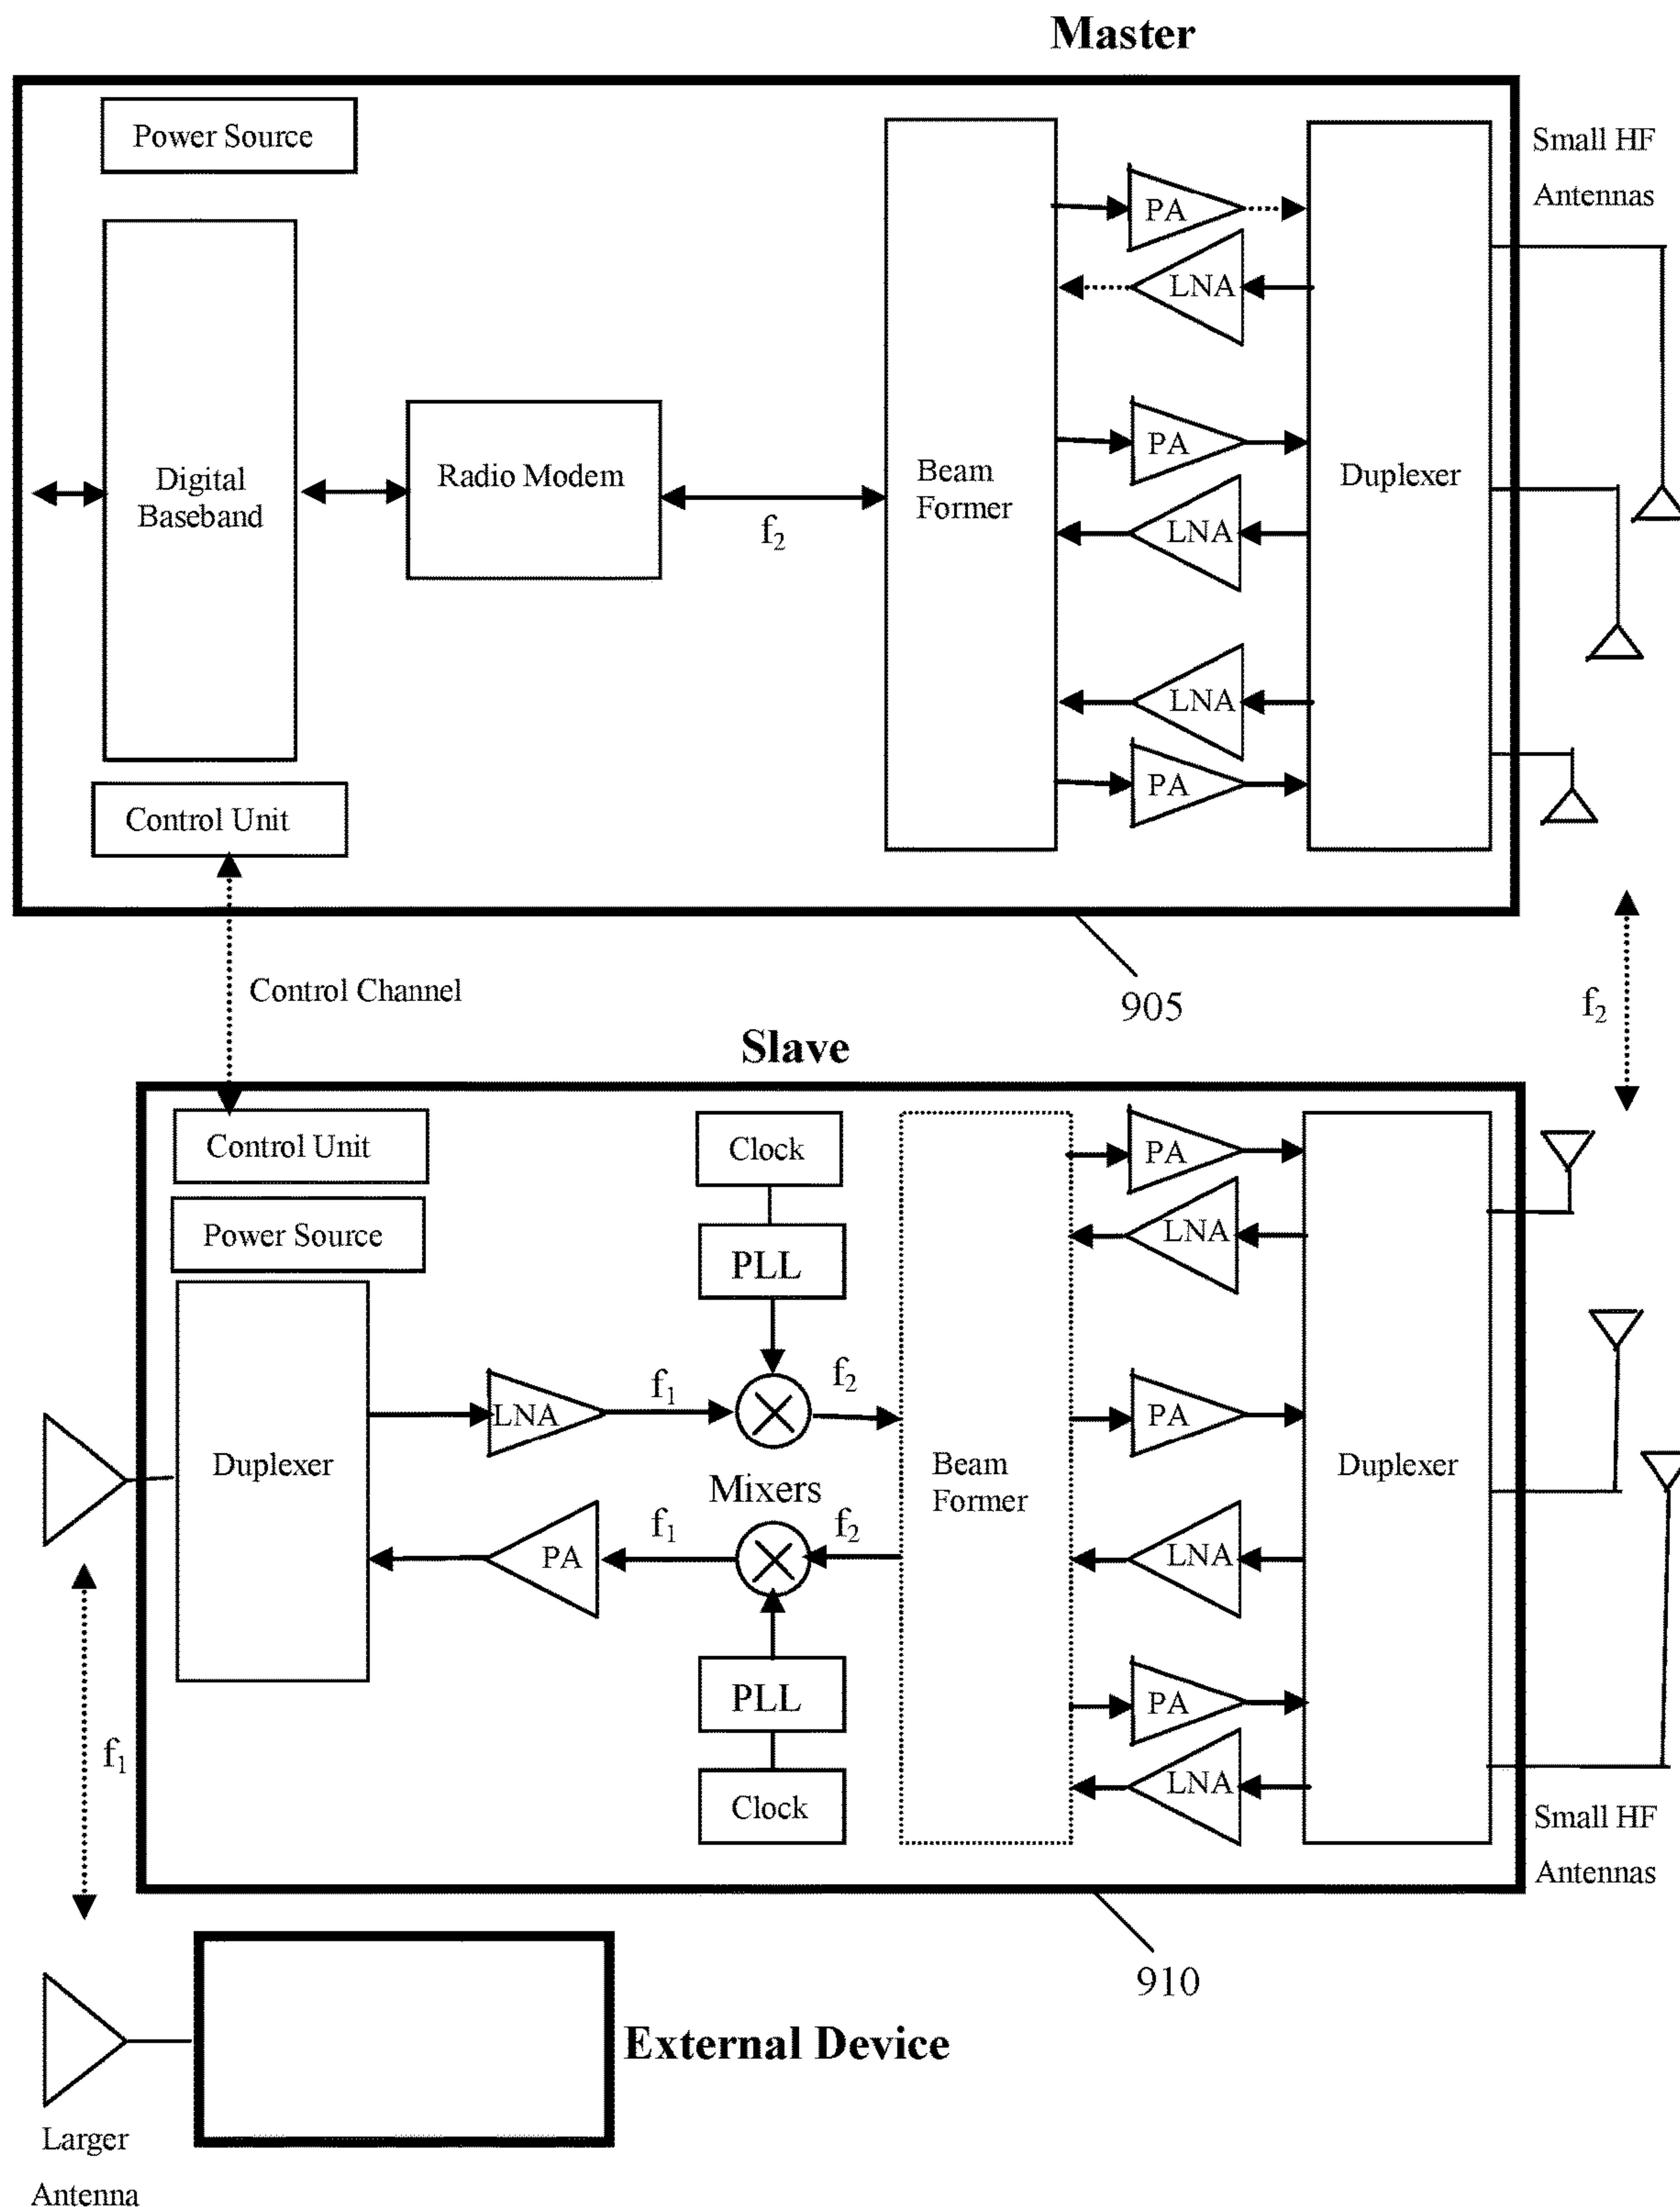 Master
Power Source
Small HF
Antennas
PA
LNA
Digital
Baseband
Radio Modem
f2
Beam
Former
PA
LNA
Duplexer
LNA
PA
Control Unit
Control Channel
905
f2
Slave
Control Unit
Power Source
Clock
PLL
PA
LNA
Duplexer
LNA
f1
f2
Mixers
PA
f1
f2
PLL
Clock
Beam
Former
PA
LNA
PA
LNA
Duplexer
f1
Small HF
Antennas
910
External Device
Larger
Antenna